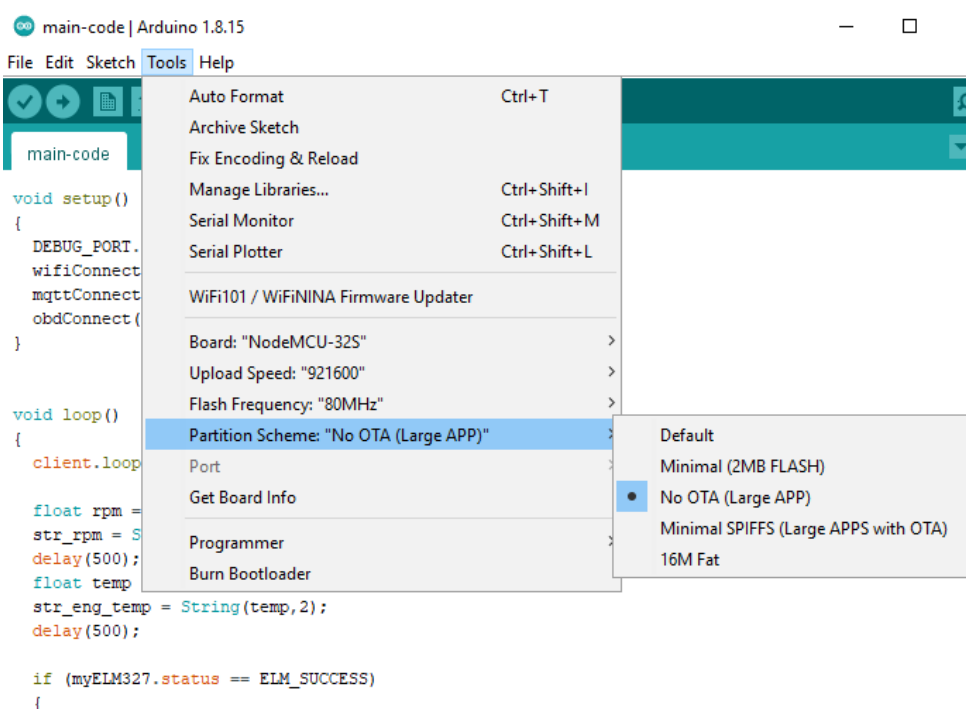 main-code | Arduino 1.8.15
File Edit Sketch Tools Help
main-code
Auto Format Ctrl+T
Archive Sketch
Fix Encoding & Reload
Manage Libraries... Ctrl+Shift+I
Serial Monitor Ctrl+Shift+M
Serial Plotter Ctrl+Shift+L
WiFi101 / WiFiNINA Firmware Updater
Board: "NodeMCU-32S"
Upload Speed: "921600"
Flash Frequency: "80MHz"
Partition Scheme: "No OTA (Large APP)"
Port
Get Board Info
Programmer
Burn Bootloader
Default
Minimal (2MB FLASH)
No OTA (Large APP)
Minimal SPIFFS (Large APPS with OTA)
16M Fat
void setup()
{
DEBUG_PORT.
wifiConnect
mqttConnect
obdConnect(
}
void loop()
{
client.loop
float rpm =
str_rpm = S
delay(500);
float temp
str_eng_temp = String(temp,2);
delay(500);
if (myELM327.status == ELM_SUCCESS)
{